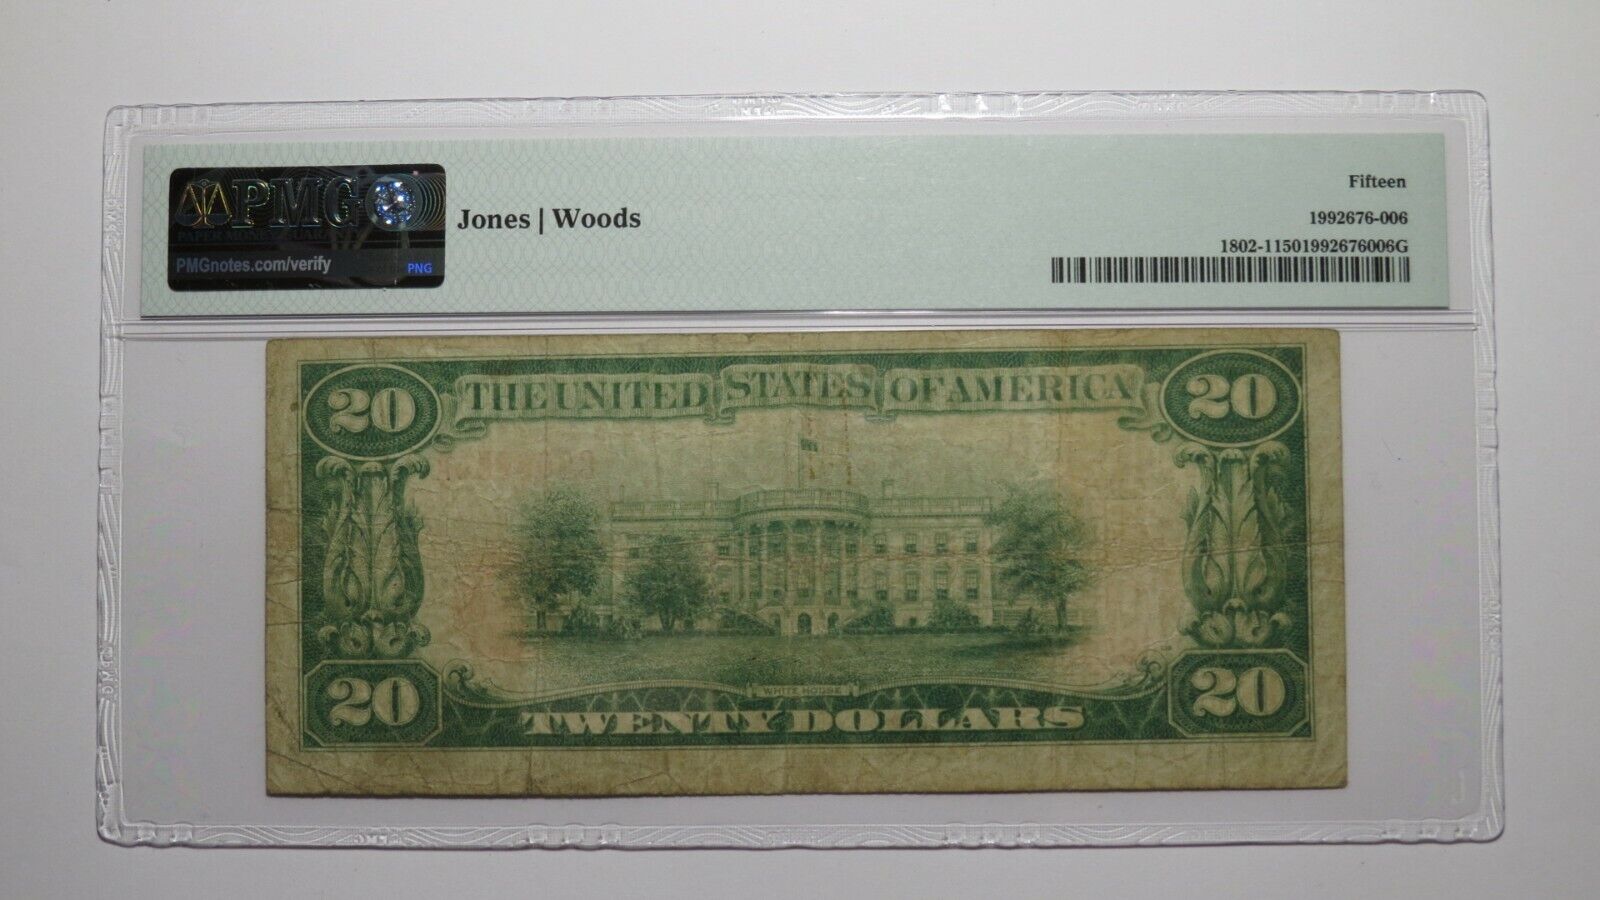 PMG
PAPER MONEY GUARANTY
PMGnotes.com/verify
PNG
Jones | Woods
Fifteen
1992676-006
1802-11501992676006G
THE UNITED STATES OF AMERICA
20
20
WHITE HOUSE
20
20
TWENTY DOLLARS